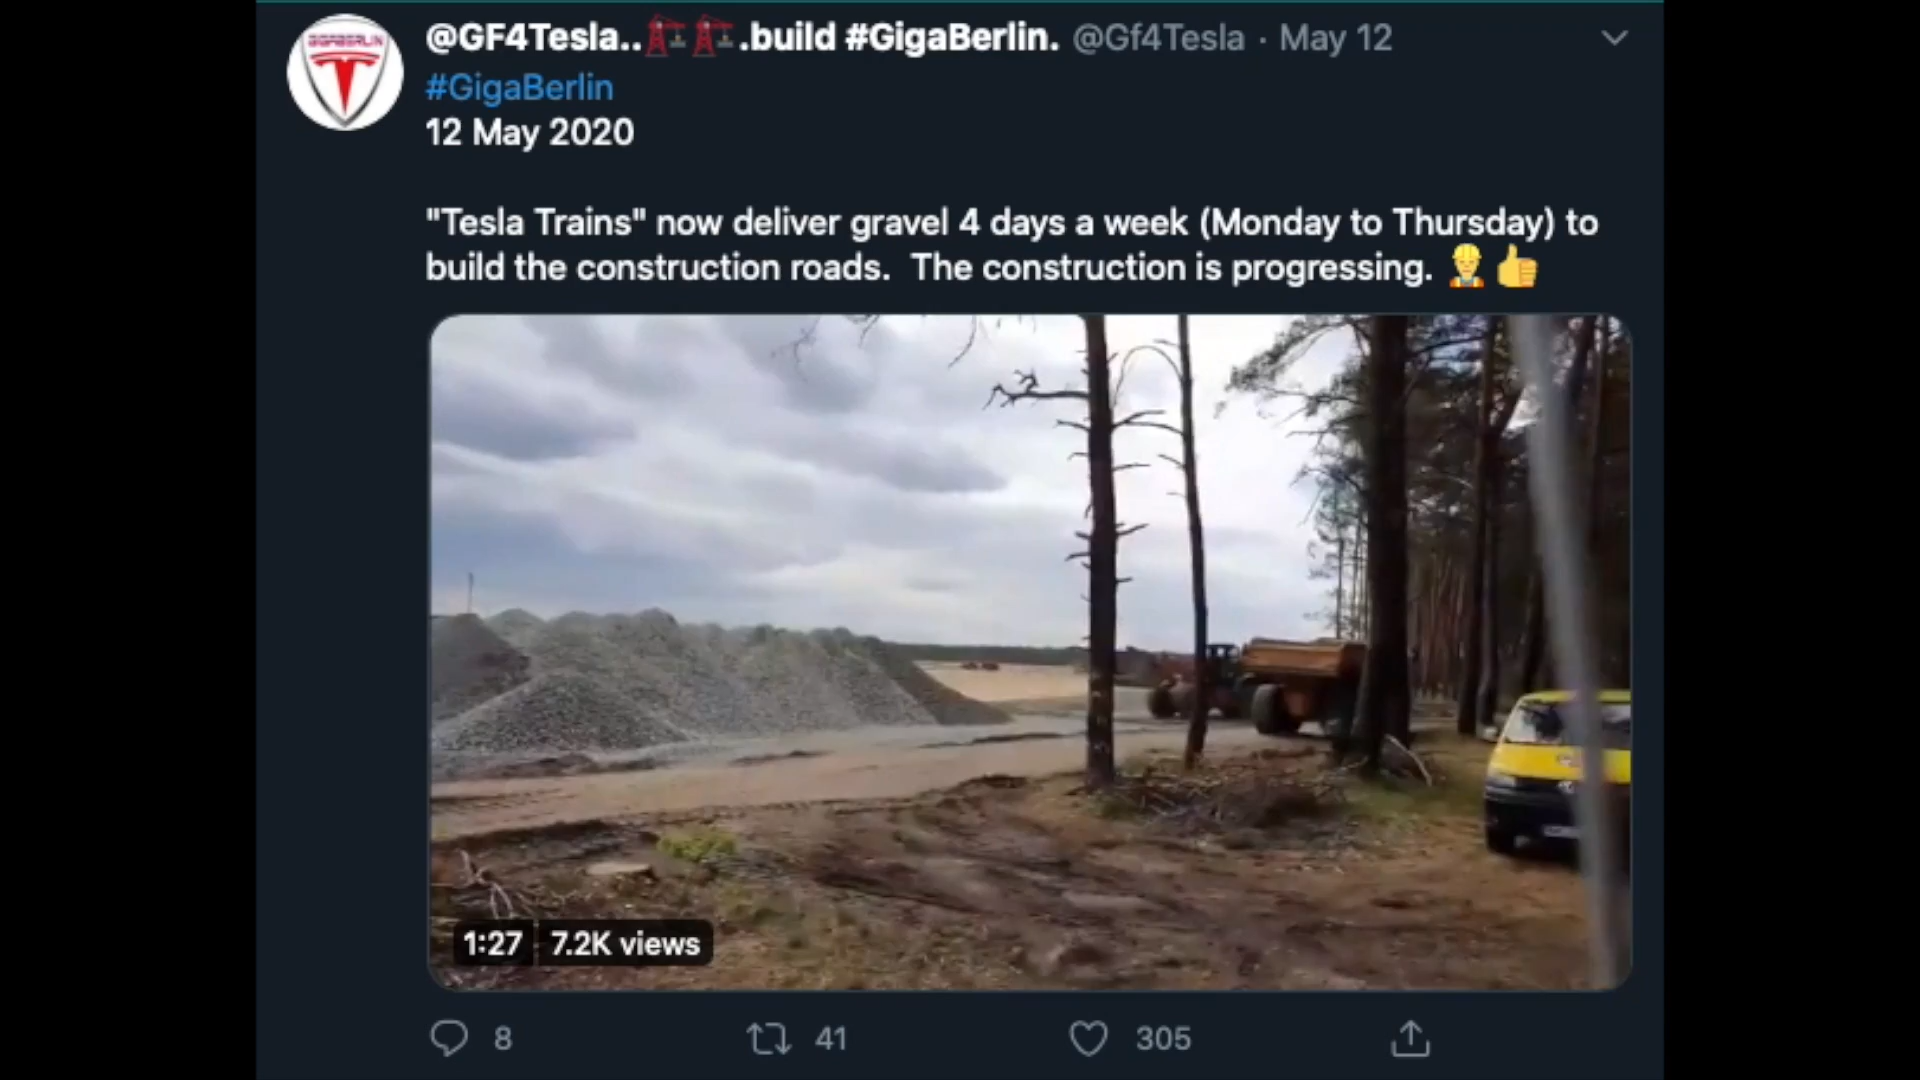 @GF4Tesla..🏗🏗.build #GigaBerlin. @Gf4Tesla · May 12
GIGABERLIN
#GigaBerlin
12 May 2020
"Tesla Trains" now deliver gravel 4 days a week (Monday to Thursday) to
build the construction roads. The construction is progressing. 👷👍
1:27 7.2K views
8 41 305